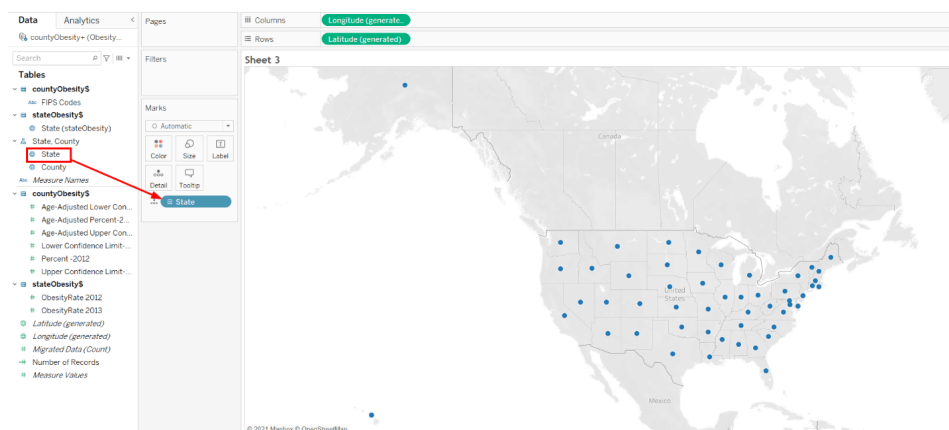 Data Analytics <
countyObesity+ (Obesity...
Search
Tables
countyObesity$
Abc FIPS Codes
stateObesity$
State (stateObesity)
State, County
State
County
Abc Measure Names
countyObesity$
# Age-Adjusted Lower Con...
# Age-Adjusted Percent-2...
# Age-Adjusted Upper Con...
# Lower Confidence Limit-...
# Percent -2012
# Upper Confidence Limit-...
stateObesity$
# ObesityRate 2012
# ObesityRate 2013
Latitude (generated)
Longitude (generated)
# Migrated Data (Count)
Number of Records
# Measure Values
Pages
Filters
Marks
Automatic
Color Size Label
Detail Tooltip
State
Columns Longitude (generate..
Rows Latitude (generated)
Sheet 3
Canada
United
States
Mexico
© 2021 Mapbox © OpenStreetMap